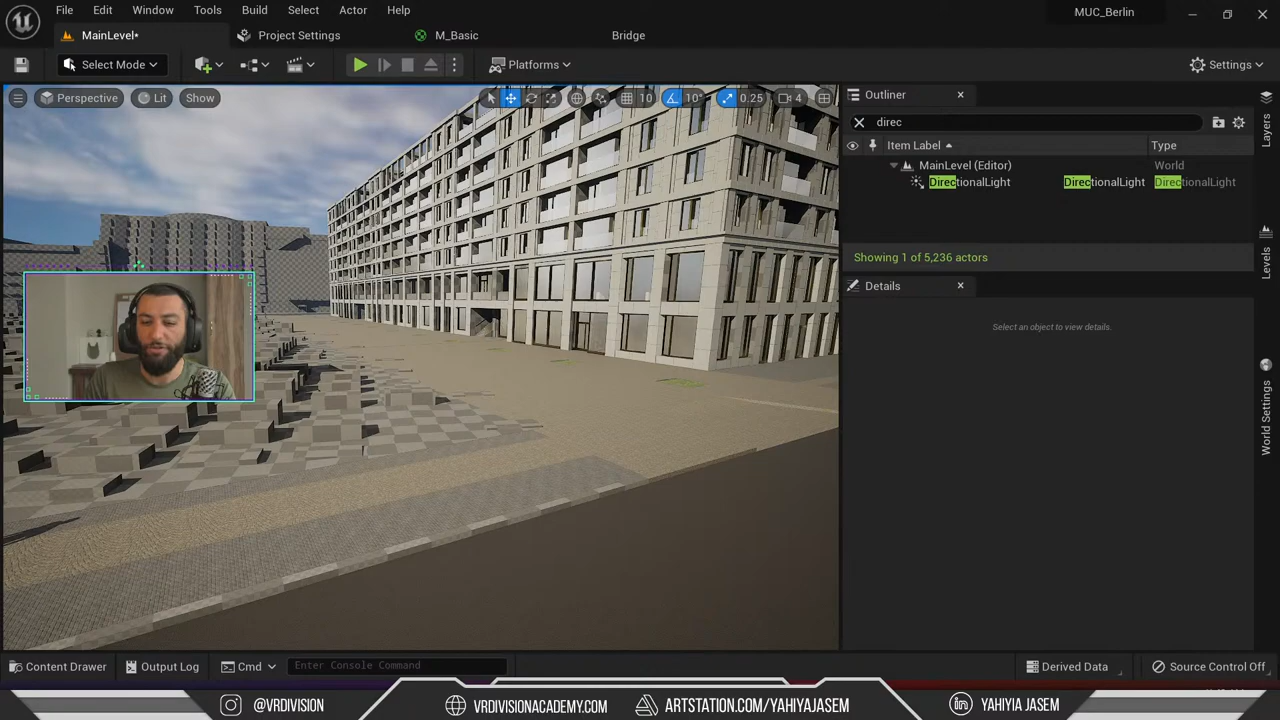 File Edit Window Tools Build Select Actor Help
MUC_Berlin
MainLevel*
Project Settings
M_Basic
Bridge
Select Mode
Platforms
Settings
Perspective
Lit
Show
10
10°
0.25
4
Outliner
direc
Item Label
Type
MainLevel (Editor)
World
DirectionalLight
DirectionalLight
DirectionalLight
Showing 1 of 5,236 actors
Details
Select an object to view details.
Layers
Levels
World Settings
Content Drawer
Output Log
Cmd
Enter Console Command
Derived Data
Source Control Off
@VRDIVISION
VRDIVISIONACADEMY.COM
ARTSTATION.COM/YAHIYAJASEM
YAHIYIA JASEM